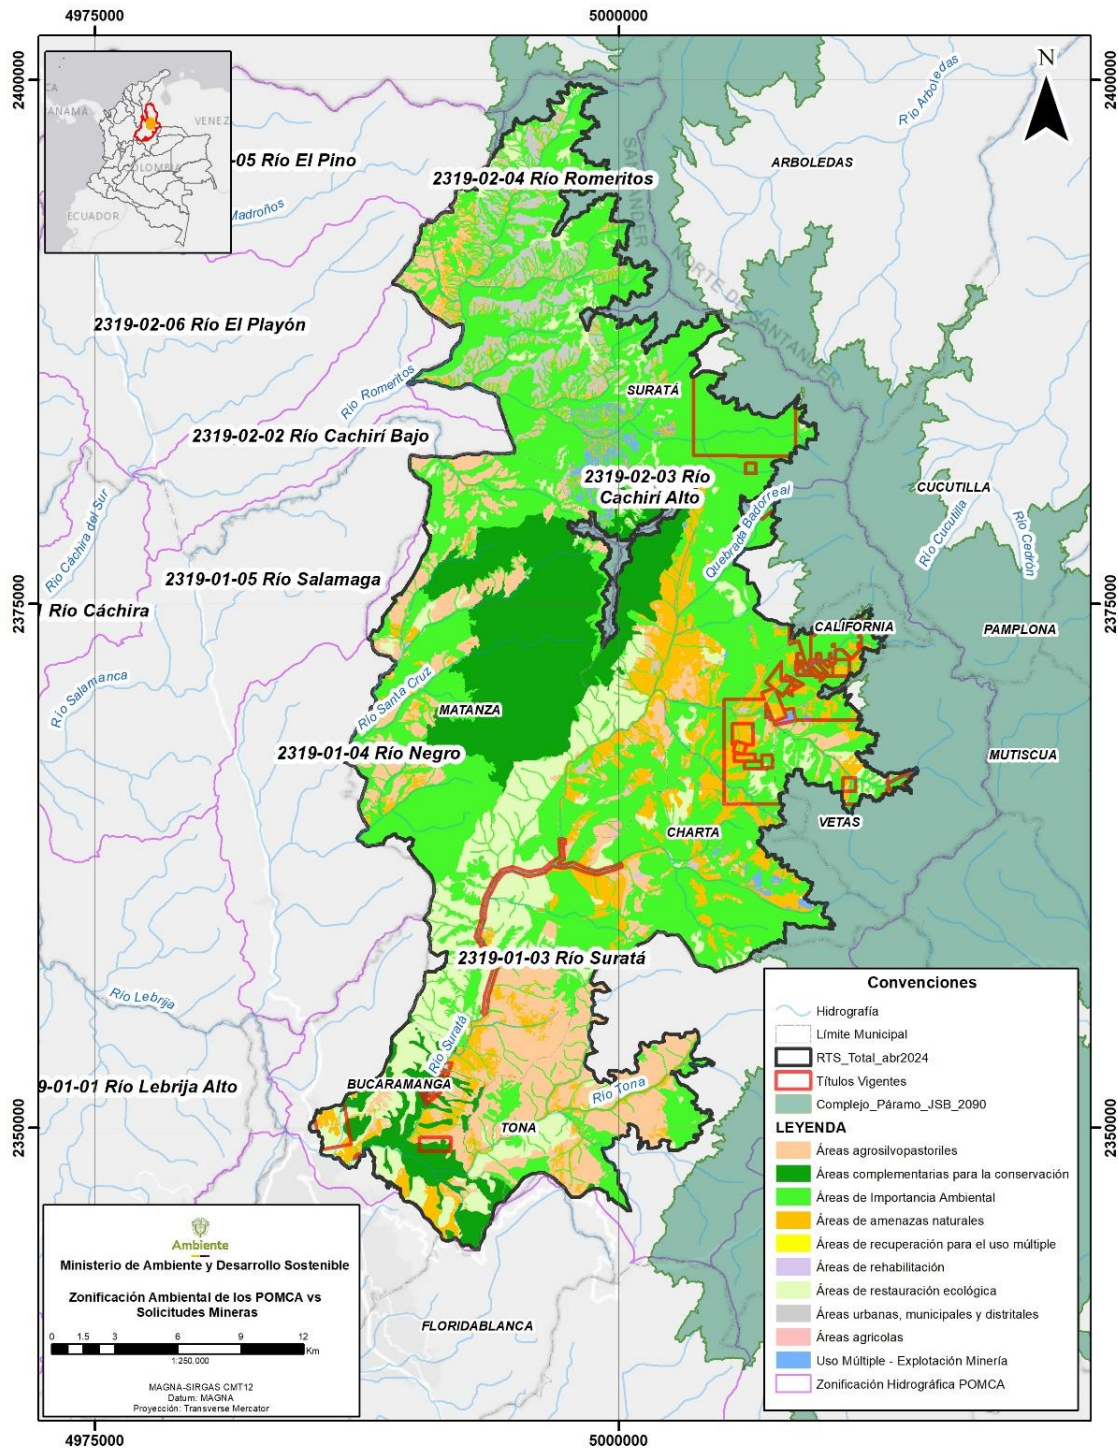 4975000
5000000
2400000
2400000
N
PANAMÁ
VENEZ
COLOMBIA
ECUADOR
-05 Río El Pino
Madroños
2319-02-04 Río Romeritos
SANTANDER
NORTE DE SANTANDER
Río Arboledas
ARBOLEDAS
2319-02-06 Río El Playón
Río Romeritos
SURATÁ
2319-02-02 Río Cachirí Bajo
2319-02-03 Río
Cachirí Alto
CUCUTILLA
Río Cáchira del Sur
Quebrada Badorreal
Río Cucutilla
Río Cedrón
2319-01-05 Río Salamaga
2375000
2375000
Río Cáchira
CALIFORNIA
PAMPLONA
Río Salamanca
Río Santa Cruz
MATANZA
2319-01-04 Río Negro
MUTISCUA
CHARTA
VETAS
2319-01-03 Río Suratá
Río Lebrija
Río Suratá
9-01-01 Río Lebrija Alto
BUCARAMANGA
Río Tona
TONA
2350000
2350000
FLORIDABLANCA
Convenciones
Hidrografía
Límite Municipal
RTS_Total_abr2024
Títulos Vigentes
Complejo_Páramo_JSB_2090
LEYENDA
Áreas agrosilvopastoriles
Áreas complementarias para la conservación
Áreas de Importancia Ambiental
Áreas de amenazas naturales
Áreas de recuperación para el uso múltiple
Áreas de rehabilitación
Áreas de restauración ecológica
Áreas urbanas, municipales y distritales
Áreas agricolas
Uso Múltiple - Explotación Minería
Zonificación Hidrográfica POMCA
Ambiente
Ministerio de Ambiente y Desarrollo Sostenible
Zonificación Ambiental de los POMCA vs
Solicitudes Mineras
0 1.5 3 6 9 12
Km
1:250.000
MAGNA-SIRGAS CMT12
Datum: MAGNA
Proyección: Transverse Mercator
4975000
5000000